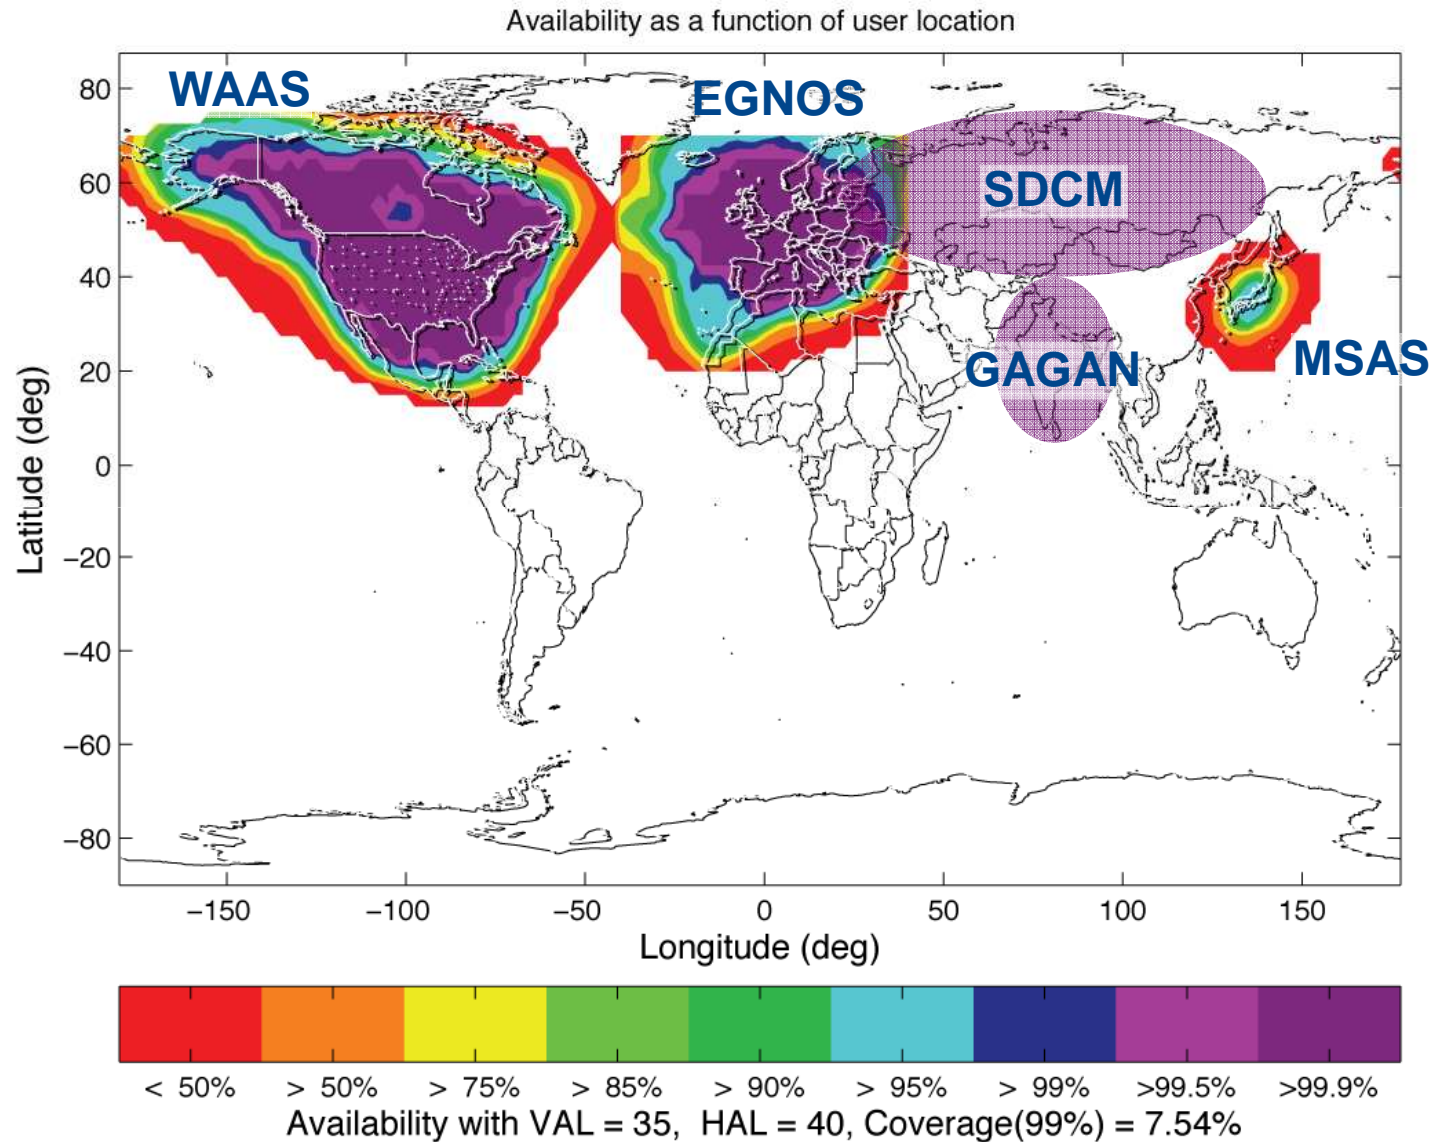 Availability as a function of user location
WAAS
EGNOS
SDCM
GAGAN
MSAS
Latitude (deg)
80
60
40
20
0
−20
−40
−60
−80
−150 −100 −50 0 50 100 150
Longitude (deg)
< 50% > 50% > 75% > 85% > 90% > 95% > 99% >99.5% >99.9%
Availability with VAL = 35, HAL = 40, Coverage(99%) = 7.54%